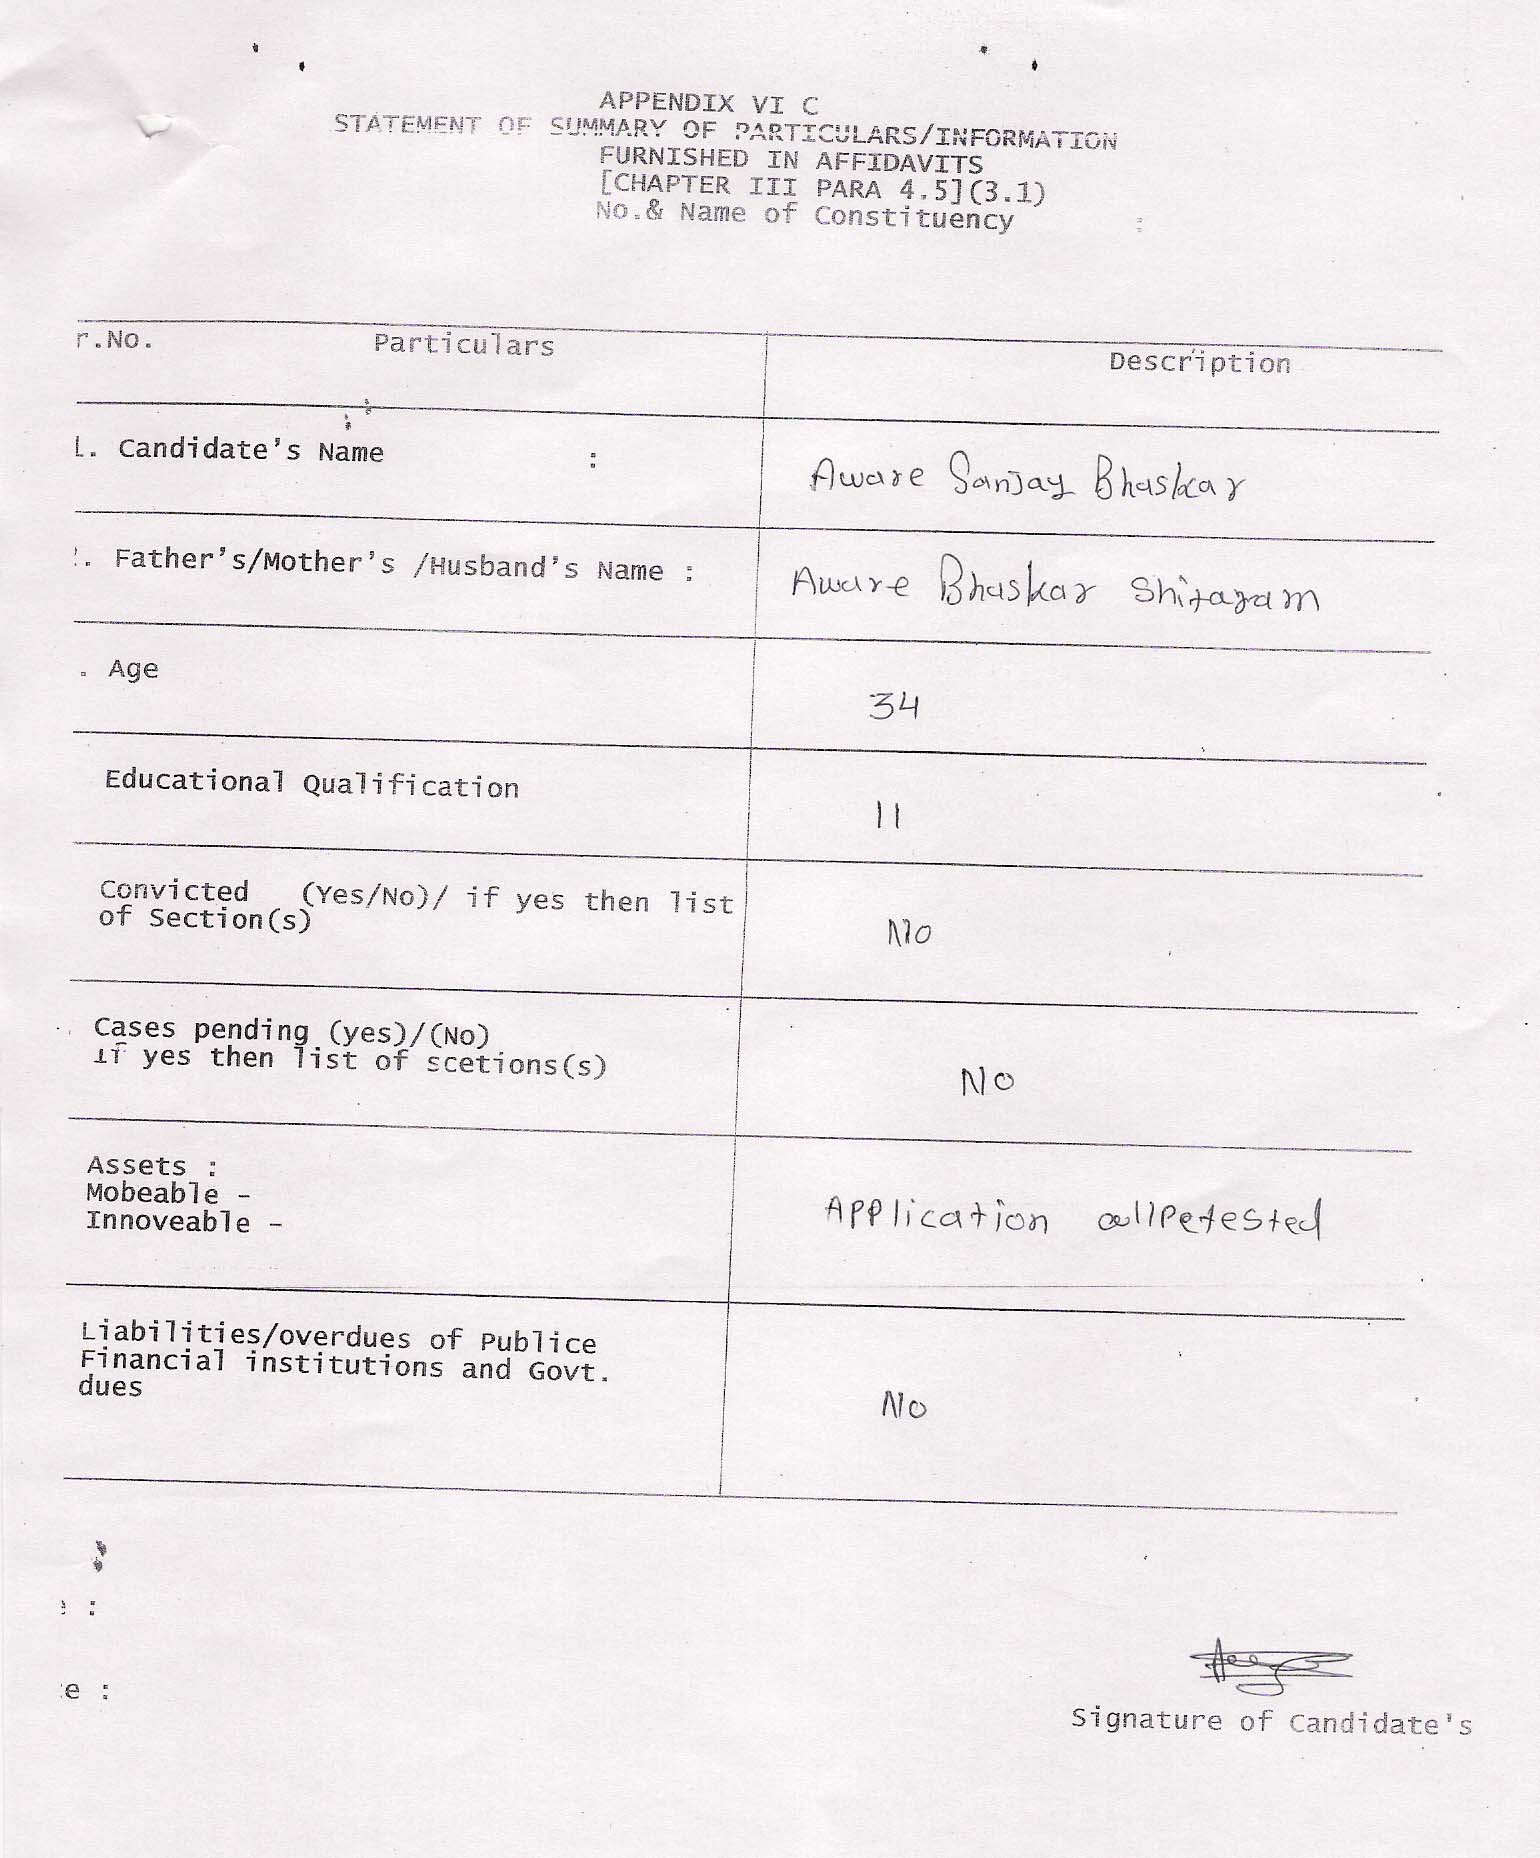 APPENDIX VI C
STATEMENT OF SUMMARY OF PARTICULARS/INFORMATION
FURNISHED IN AFFIDAVITS
[CHAPTER III PARA 4.5](3.1)
No.& Name of Constituency :
r.No. Particulars Description
1. Candidate's Name : Aware Sanjay Bhaskar
. Father's/Mother's /Husband's Name : Aware Bhaskar Shitaram
. Age 34
Educational Qualification 11
Convicted (Yes/No)/ if yes then list
of Section(s) No
Cases pending (yes)/(No)
if yes then list of scetions(s) No
Assets :
Mobeable -
Innoveable - Application
Liabilities/overdues of Publice
Financial institutions and Govt.
dues No
:
e :
Signature of Candidate's